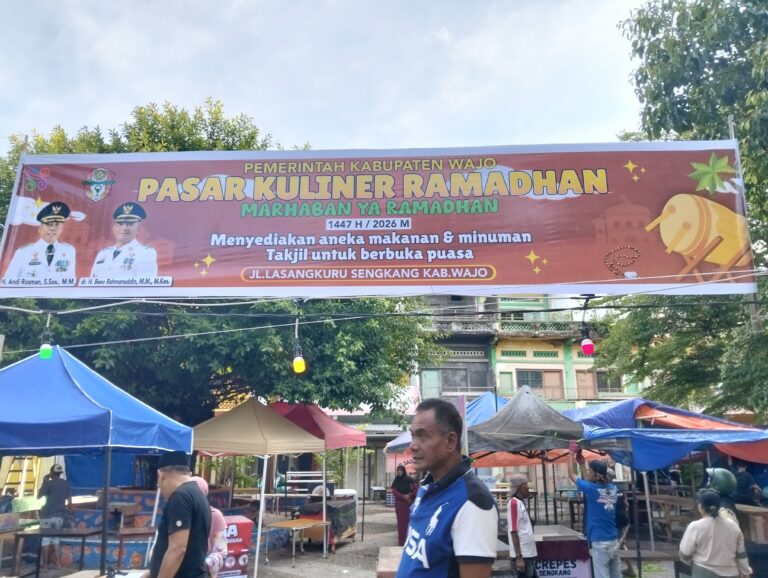 PEMERINTAH KABUPATEN WAJO
PASAR KULINER RAMADHAN
MARHABAN YA RAMADHAN
1447 H / 2026 M
Menyediakan aneka makanan & minuman
Takjil untuk berbuka puasa
JL.LASANGKURU SENGKANG KAB.WAJO
H. Andi Rosman, S.Sos., M.M.
dr. H. Baso Rahmanuddin, M.M., M.Kes.
CREPES
SENGKANG